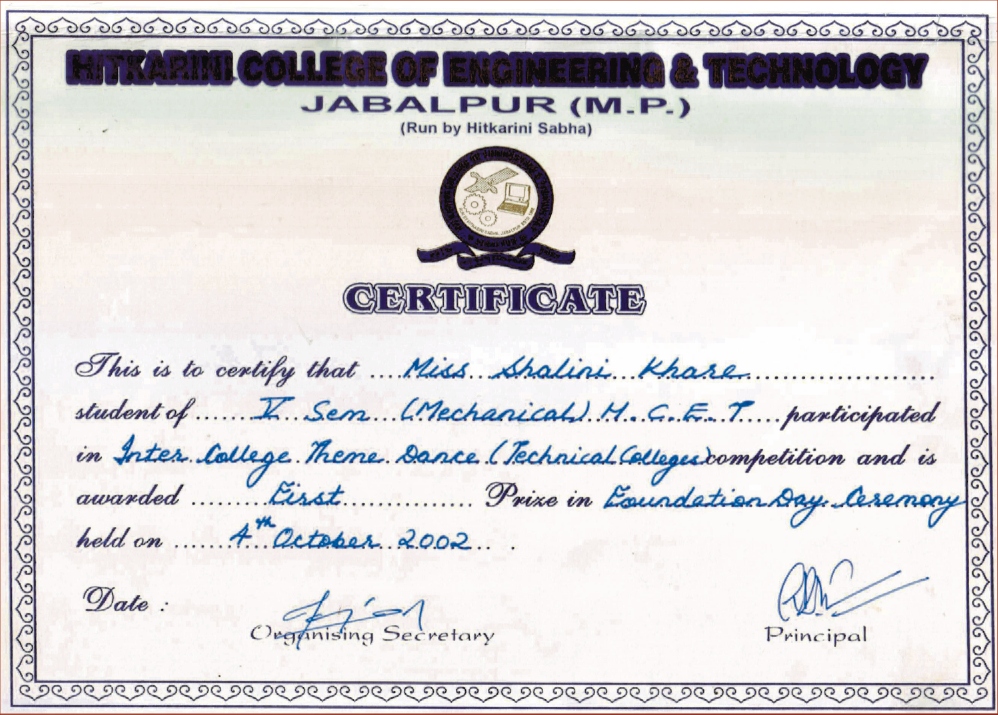 HITKARINI COLLEGE OF ENGINEERING & TECHNOLOGY
JABALPUR (M.P.)
(Run by Hitkarini Sabha)
CERTIFICATE
This is to certify that ... Miss Shalini Khare
student of ...... V Sem (Mechanical) H.C.E.T .... participated
in Inter College Theme Dance (Technical Colleges) competition and is
awarded ....... First ............... Prize in Foundation Day Ceremony
held on ...... 4th October 2002 .. .
Date :
Organising Secretary
Principal